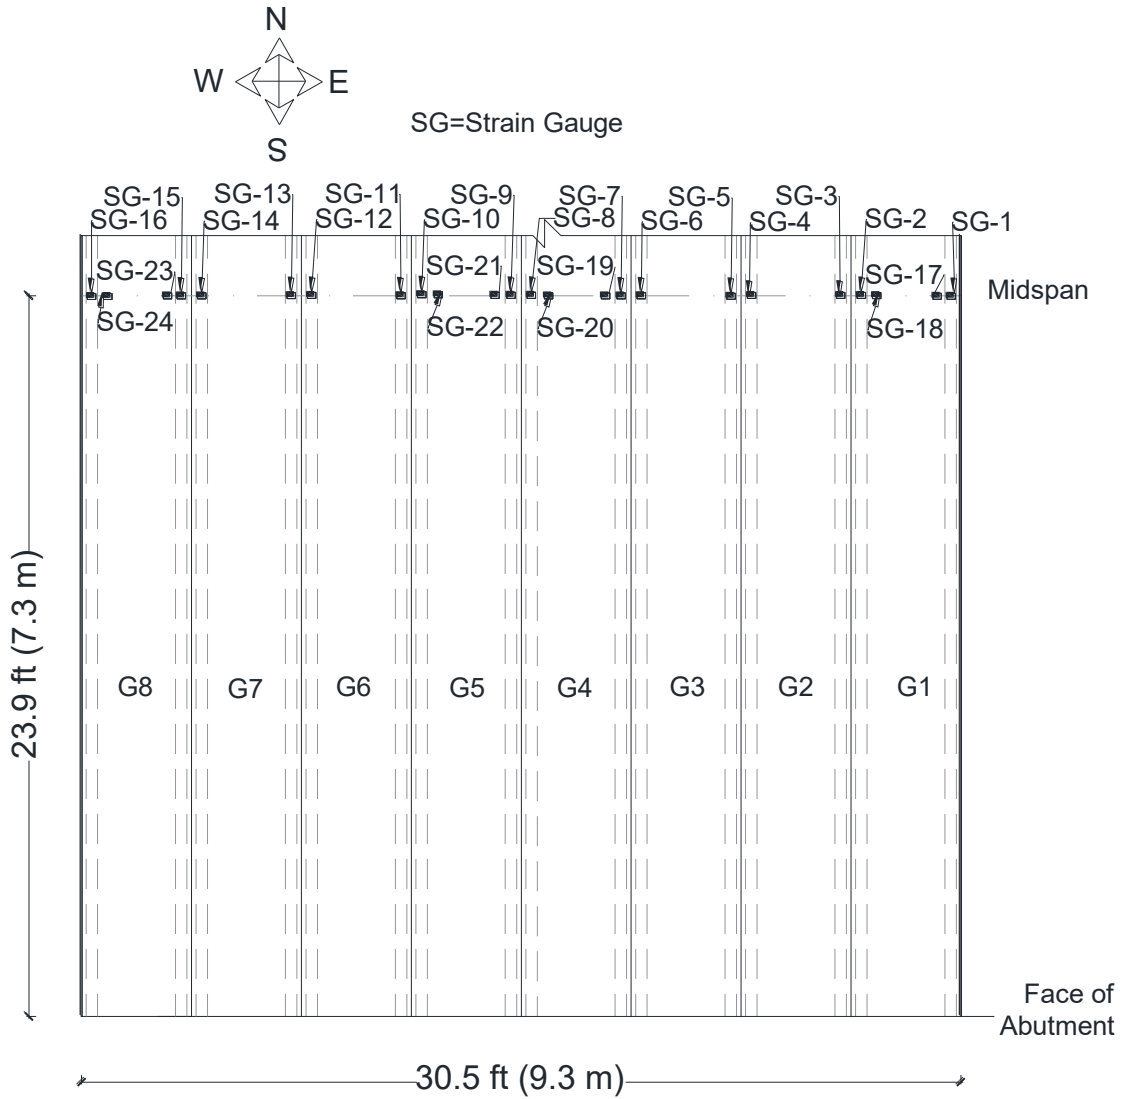 N
W E
S
SG=Strain Gauge
SG-15 SG-13 SG-11 SG-9 SG-7 SG-5 SG-3
SG-16 SG-14 SG-12 SG-10 SG-8 SG-6 SG-4 SG-2 SG-1
SG-23 SG-21 SG-19 SG-17
Midspan
SG-24 SG-22 SG-20 SG-18
23.9 ft (7.3 m)
G8 G7 G6 G5 G4 G3 G2 G1
Face of
Abutment
30.5 ft (9.3 m)